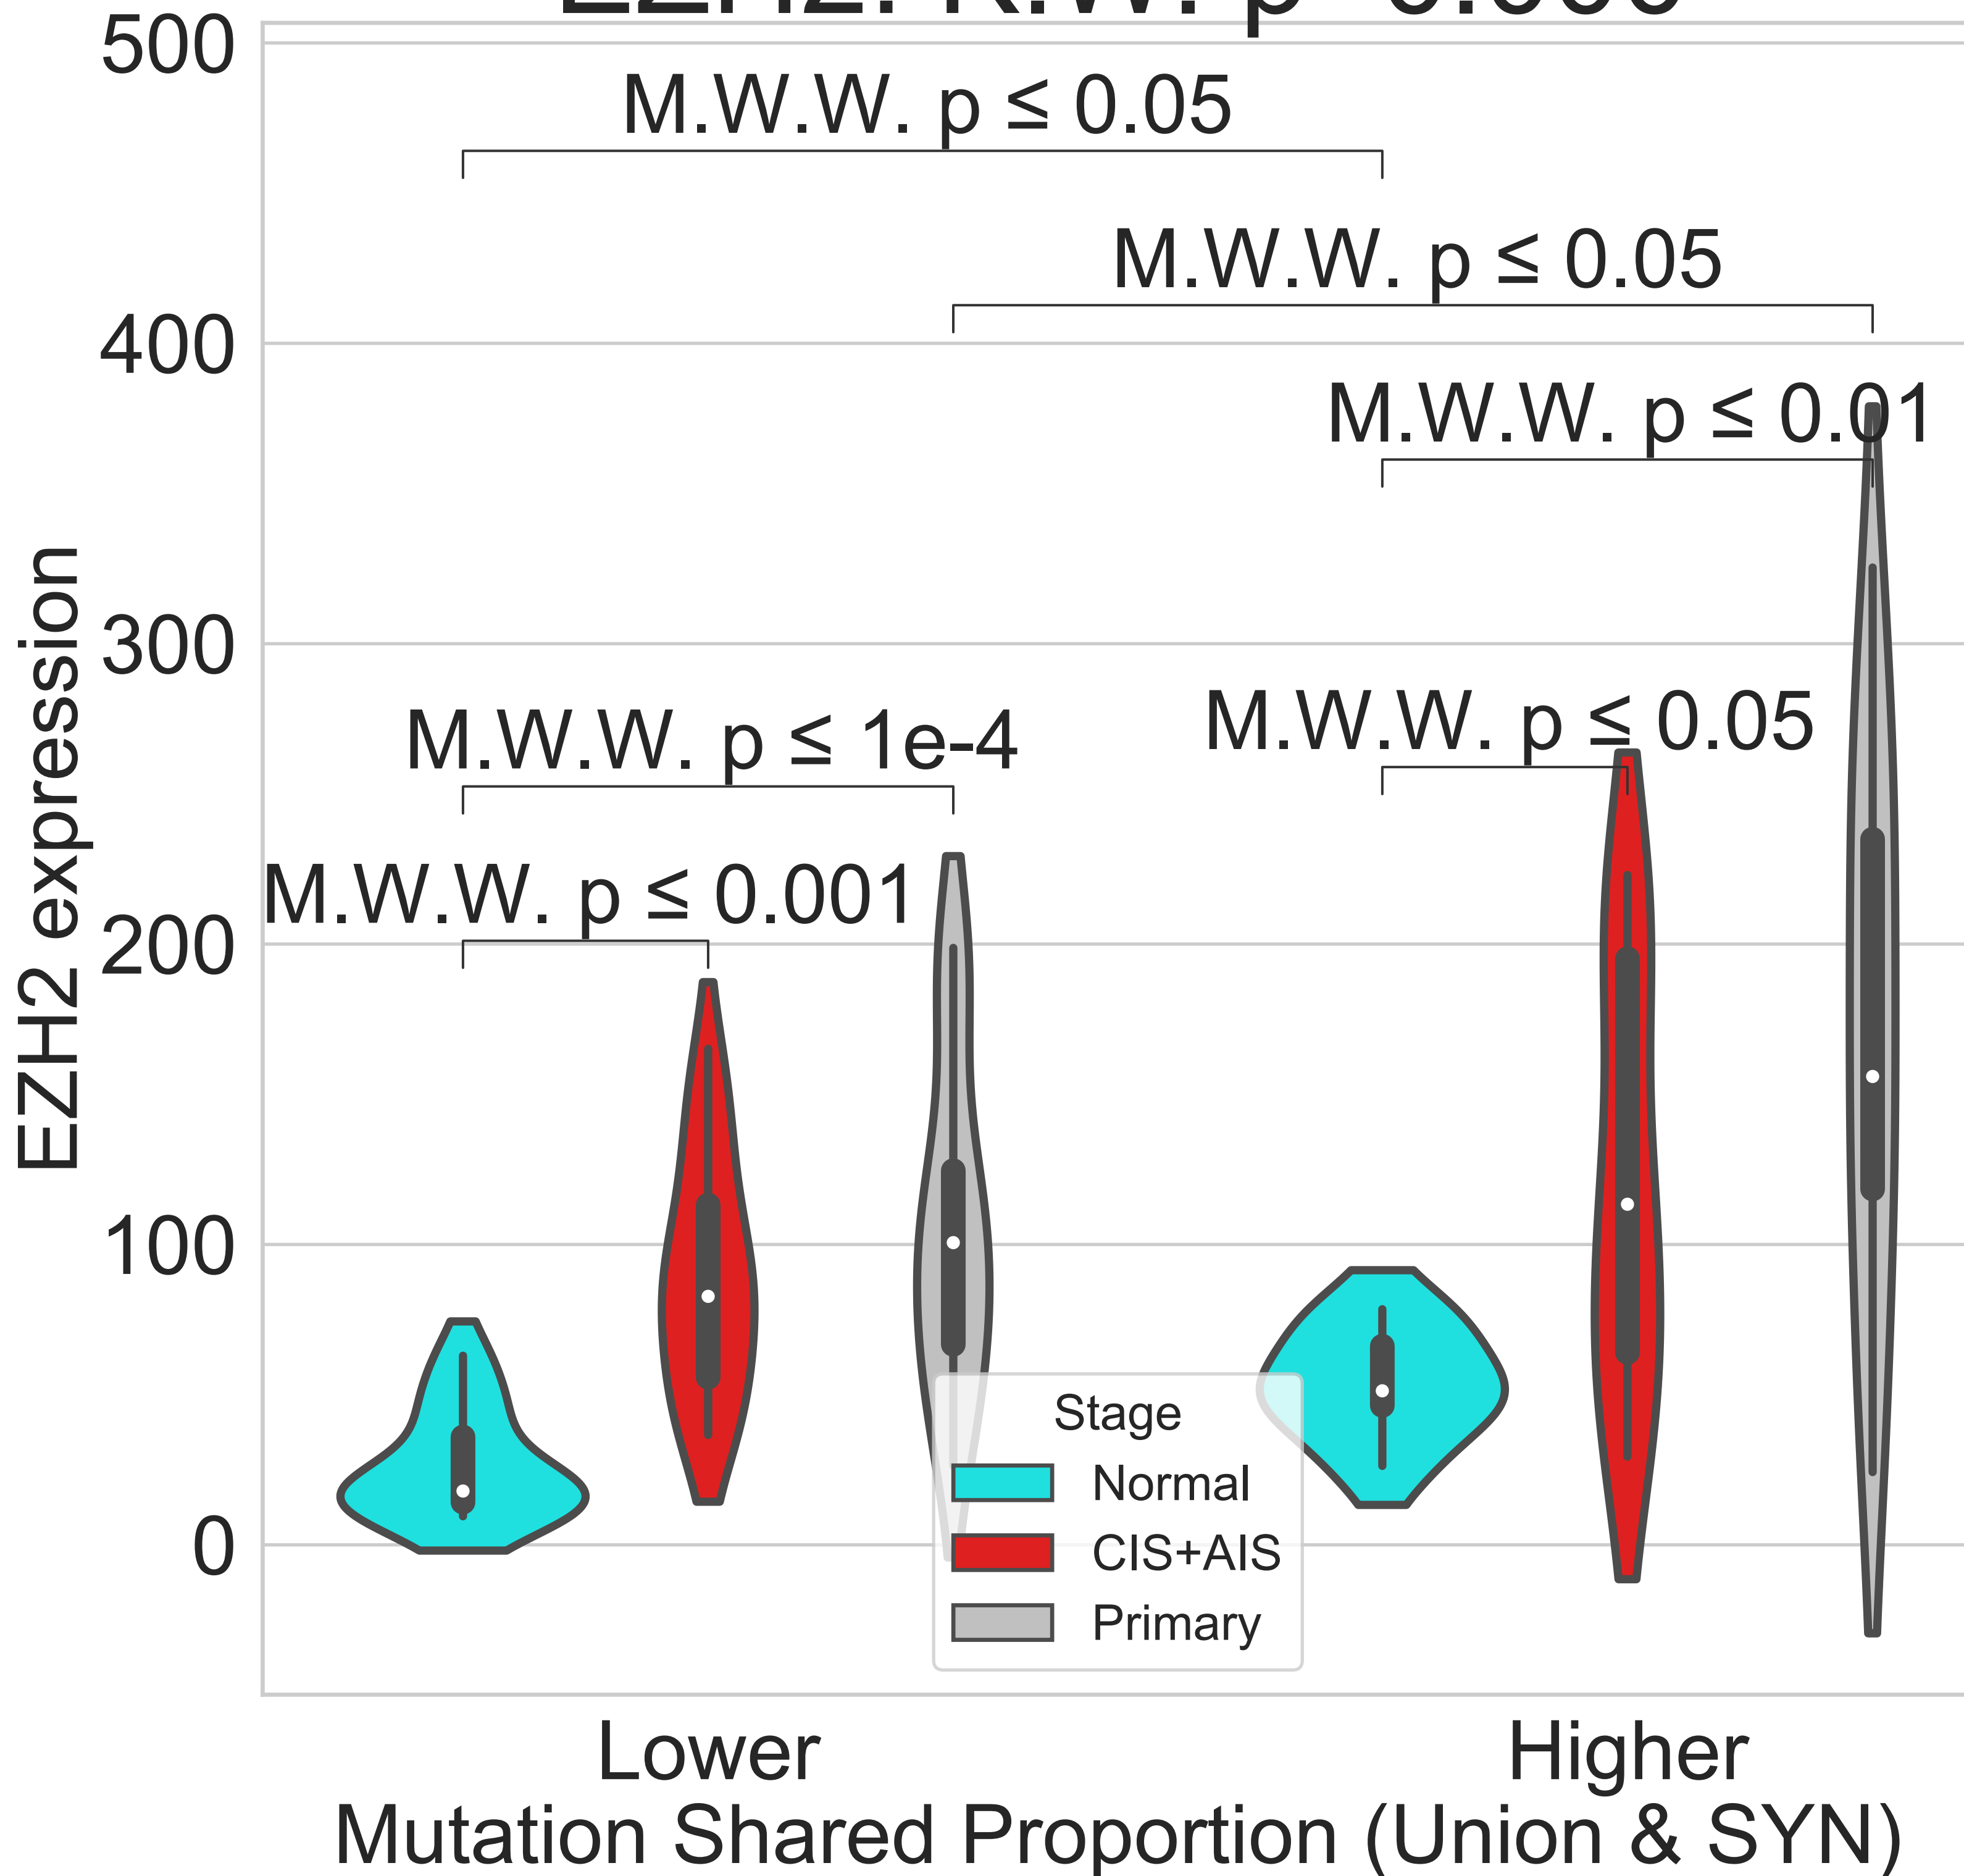 500
M.W.W. p ≤ 0.05
M.W.W. p ≤ 0.05
400
M.W.W. p ≤ 0.01
300
M.W.W. p ≤ 1e-4
M.W.W. p ≤ 0.05
M.W.W. p ≤ 0.001
200
100
0
EZH2 expression
Stage
Normal
CIS+AIS
Primary
Lower
Higher
Mutation Shared Proportion (Union & SYN)